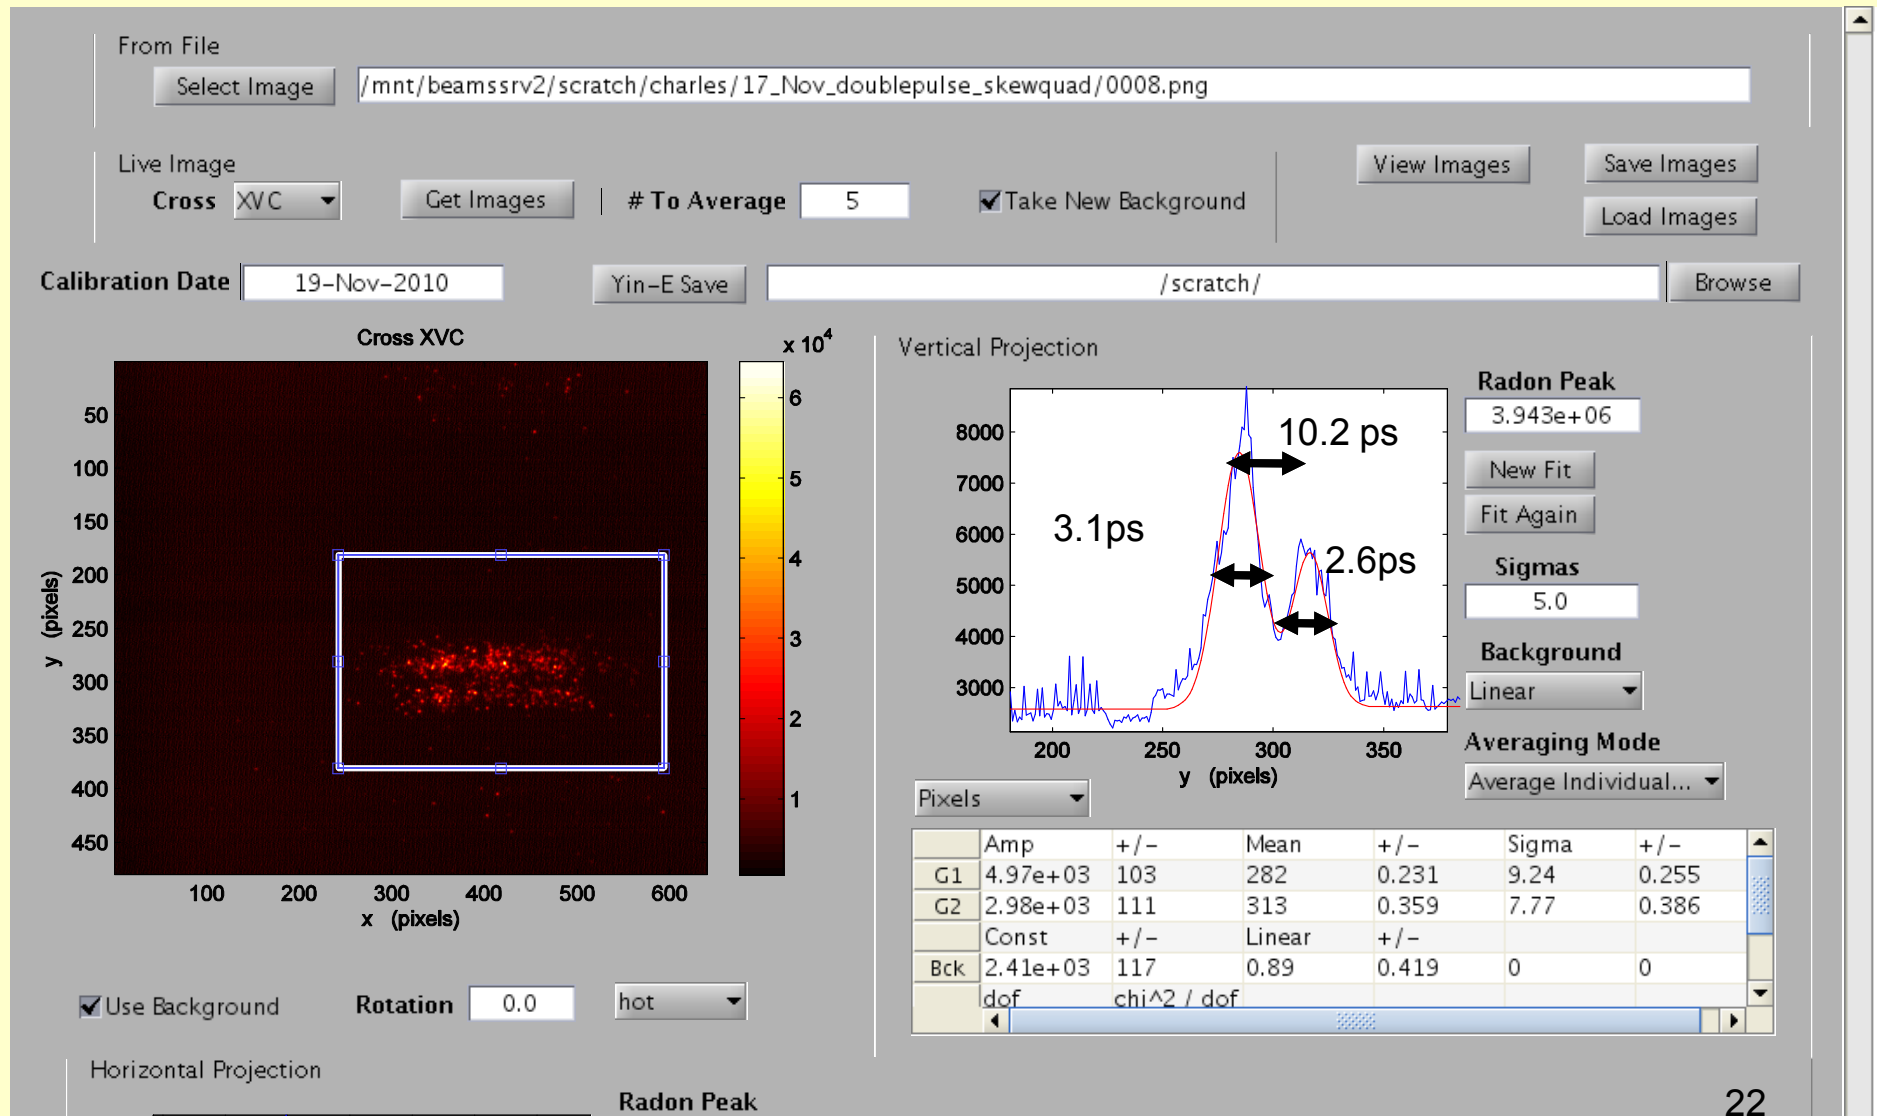 From File
Select Image /mnt/beamssrv2/scratch/charles/17_Nov_doublepulse_skewquad/0008.png
Live Image
Cross XVC Get Images # To Average 5 Take New Background
View Images Save Images
Load Images
Calibration Date 19-Nov-2010 Yin-E Save /scratch/ Browse
Cross XVC
x 10^4
50
100
150
200
250
300
350
400
450
y (pixels)
100 200 300 400 500 600
x (pixels)
6
5
4
3
2
1
Use Background Rotation 0.0 hot
Vertical Projection
8000
7000
6000
5000
4000
3000
10.2 ps
3.1ps
2.6ps
200 250 300 350
y (pixels)
Radon Peak
3.943e+06
New Fit
Fit Again
Sigmas
5.0
Background
Linear
Averaging Mode
Average Individual...
Pixels
Amp +/- Mean +/- Sigma +/-
G1 4.97e+03 103 282 0.231 9.24 0.255
G2 2.98e+03 111 313 0.359 7.77 0.386
Const +/- Linear +/-
Bck 2.41e+03 117 0.89 0.419 0 0
dof chi^2 / dof
Horizontal Projection
Radon Peak
22